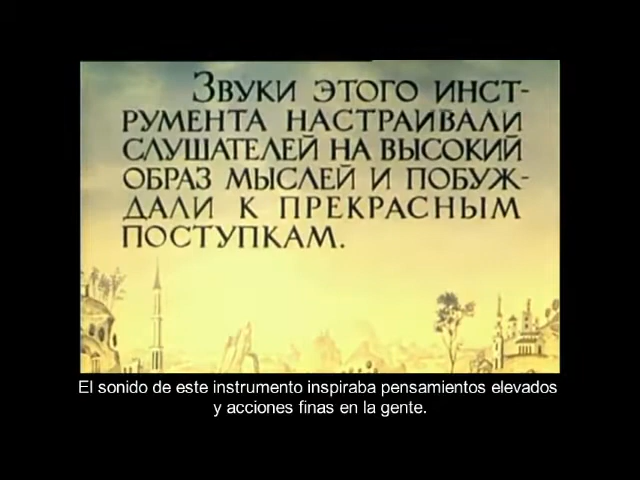 Звуки этого инст-
румента настраивали
слушателей на высокий
образ мыслей и побуж-
дали к прекрасным
поступкам.
El sonido de este instrumento inspiraba pensamientos elevados
y acciones finas en la gente.